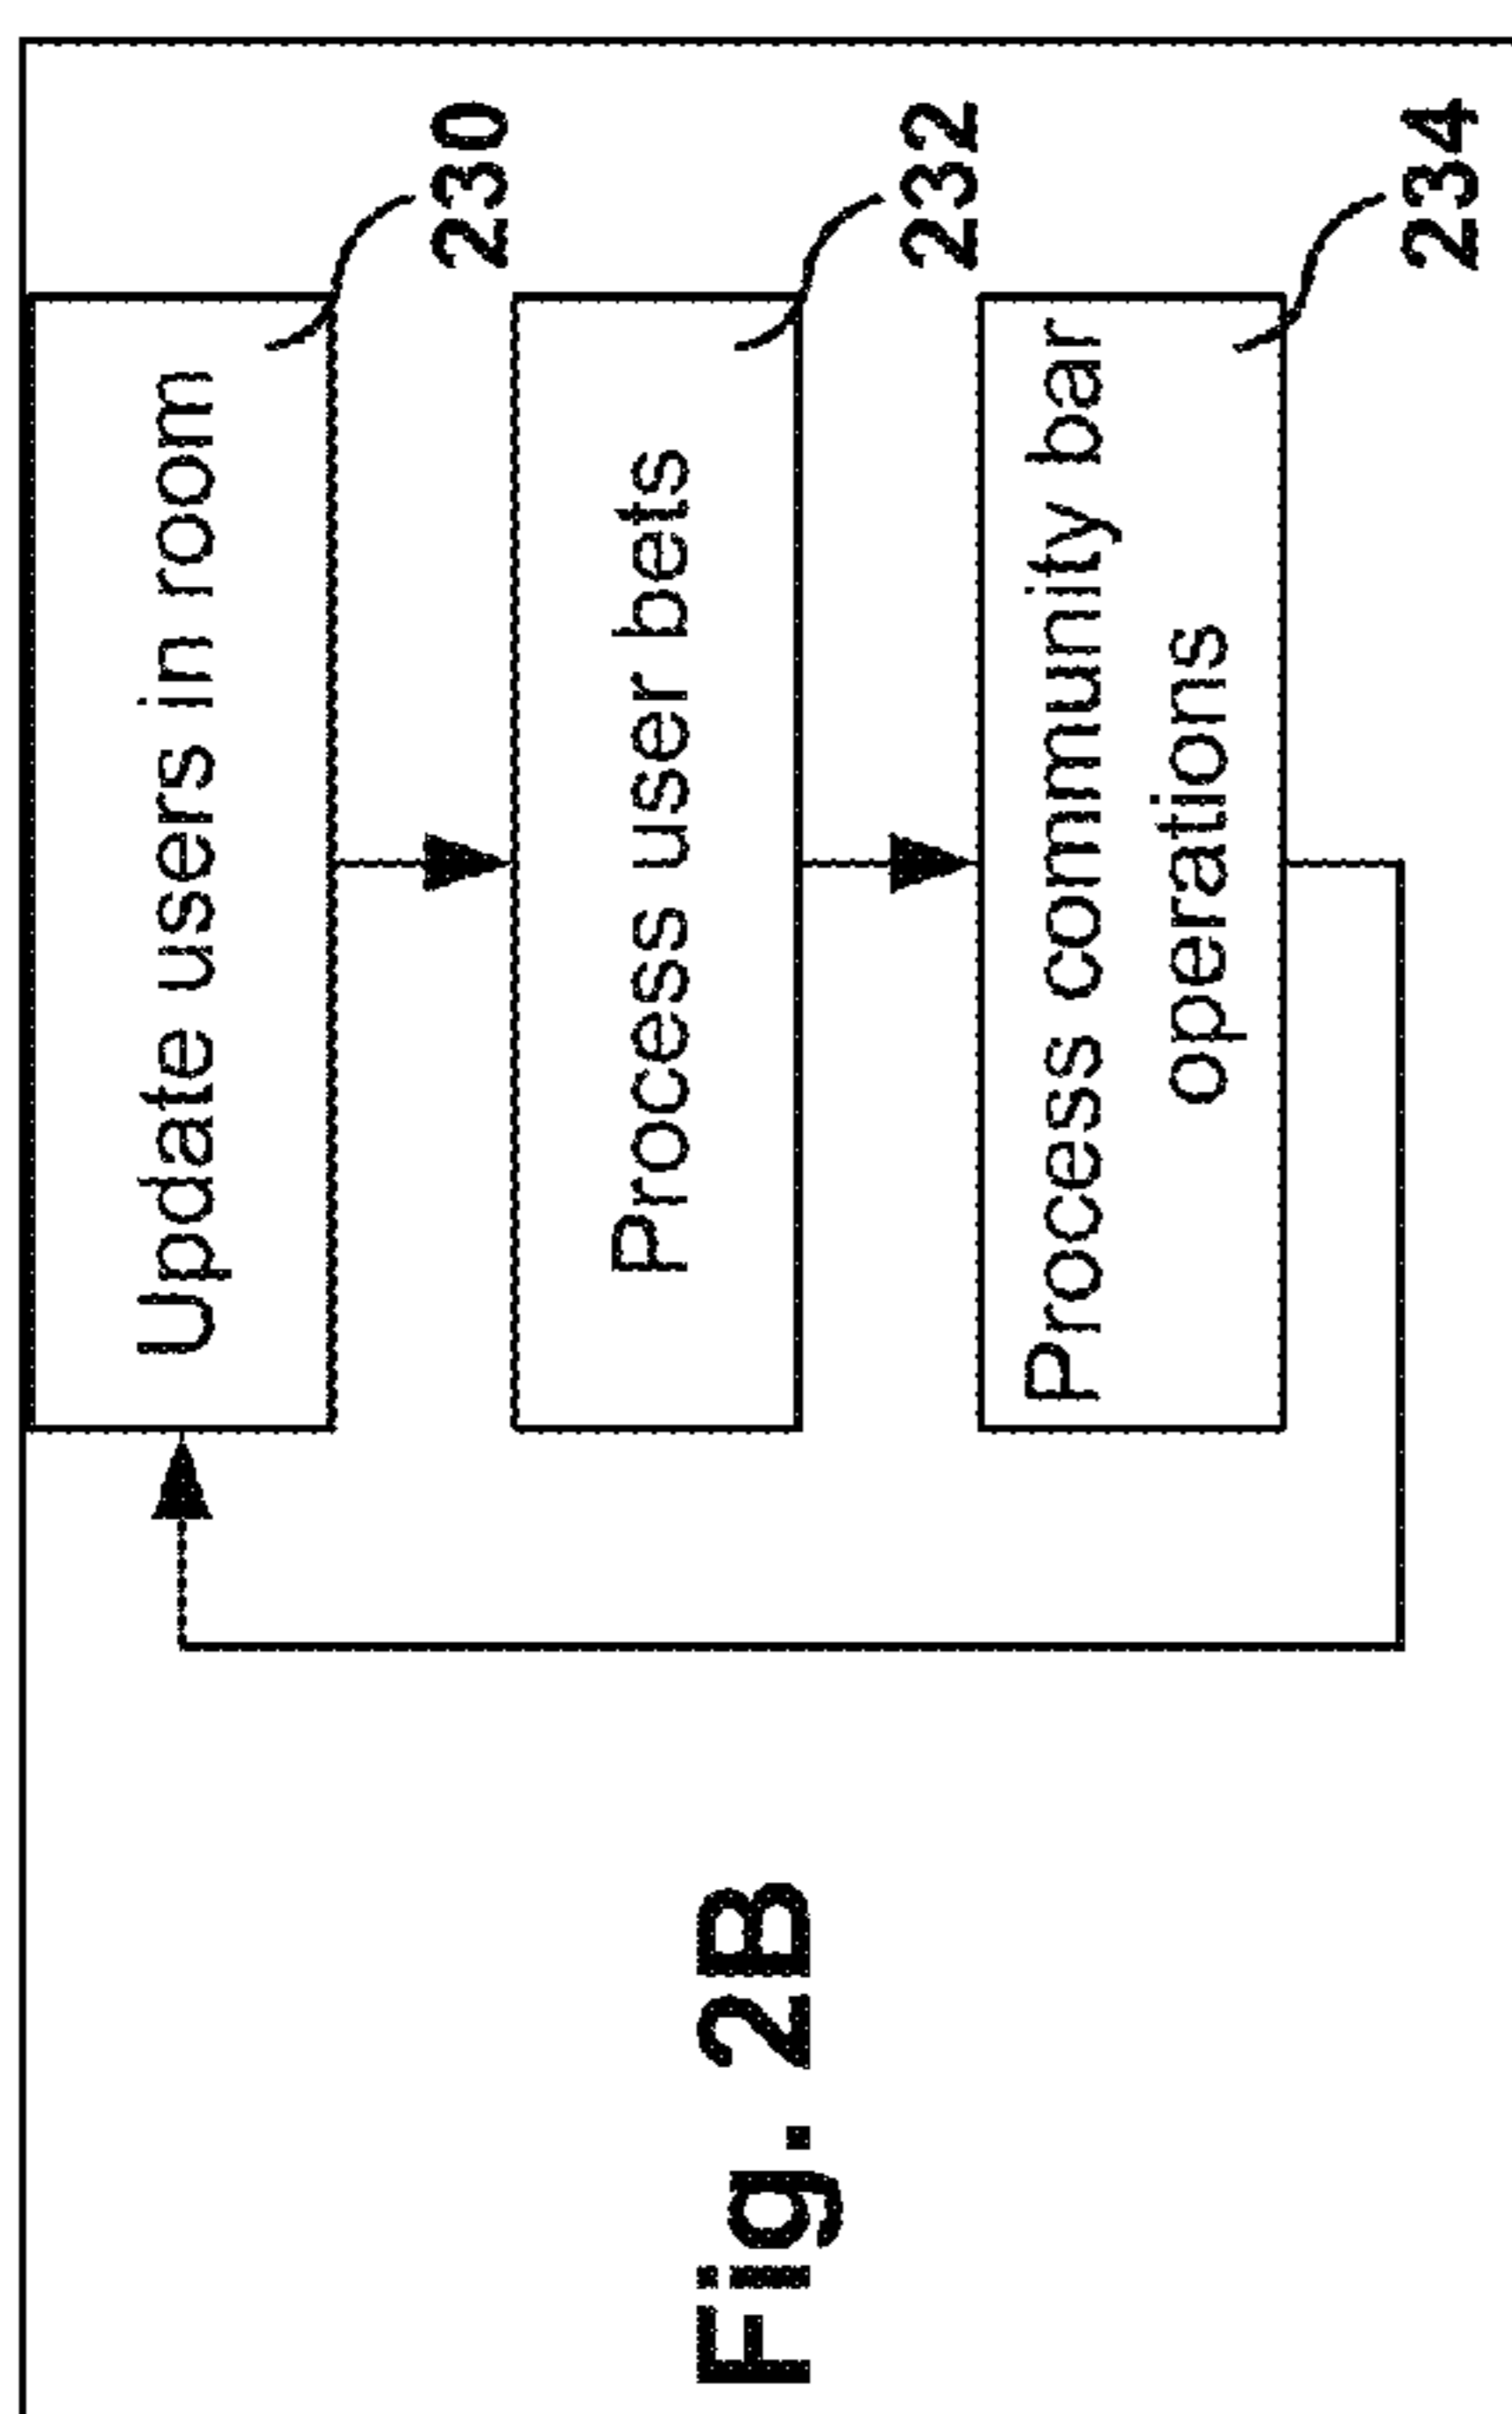 Update users in room
230
Process user bets
232
Process community bar
operations
234
Fig. 2B